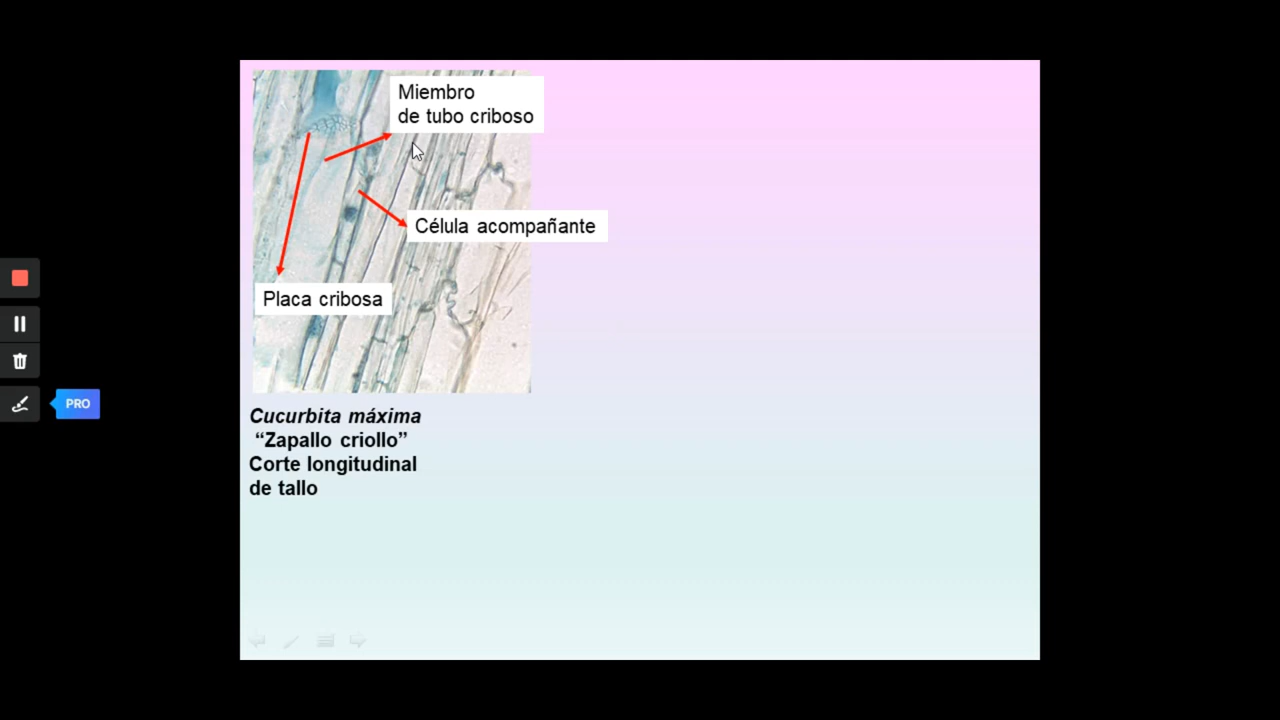 Miembro
de tubo criboso
Célula acompañante
Placa cribosa
PRO
Cucurbita máxima
“Zapallo criollo”
Corte longitudinal
de tallo